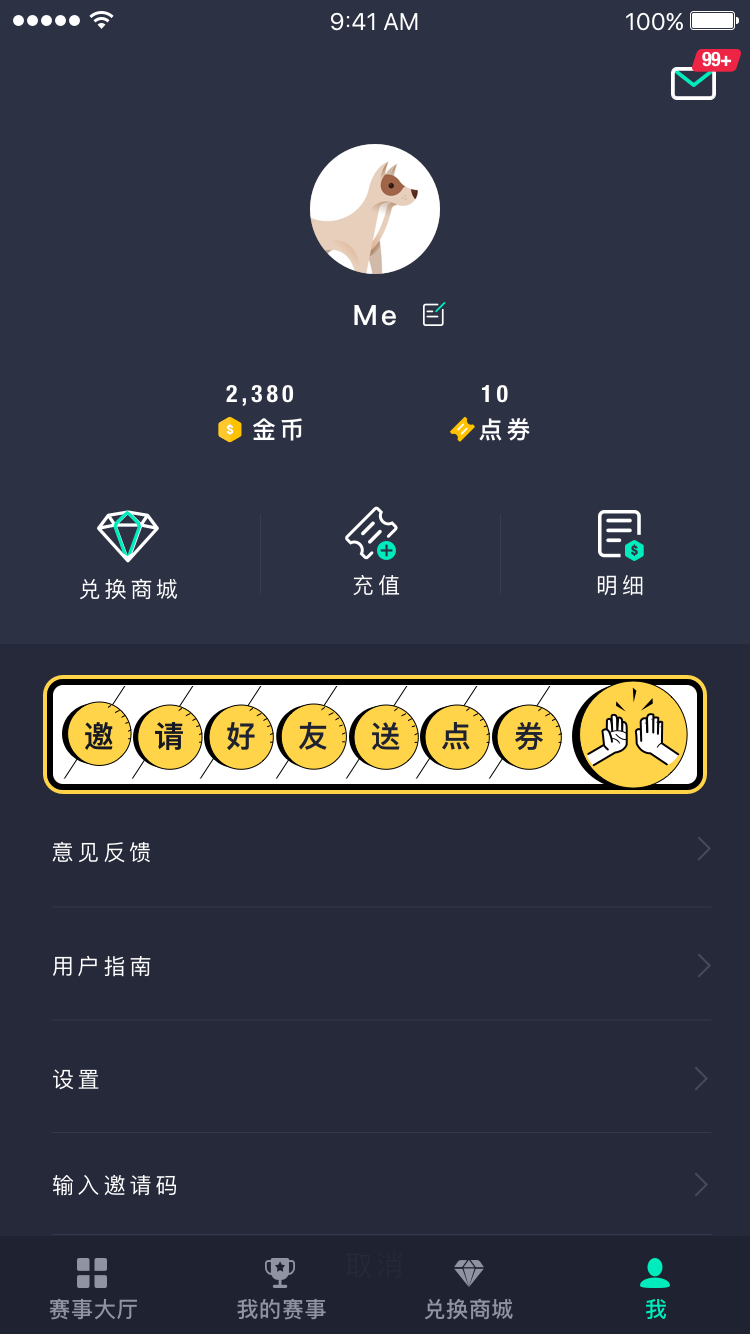 9:41 AM 100%
99+
Me
2,380 10
金币 点券
兑换商城 充值 明细
邀请好友送点券
意见反馈
用户指南
设置
输入邀请码
取消
赛事大厅 我的赛事 兑换商城 我